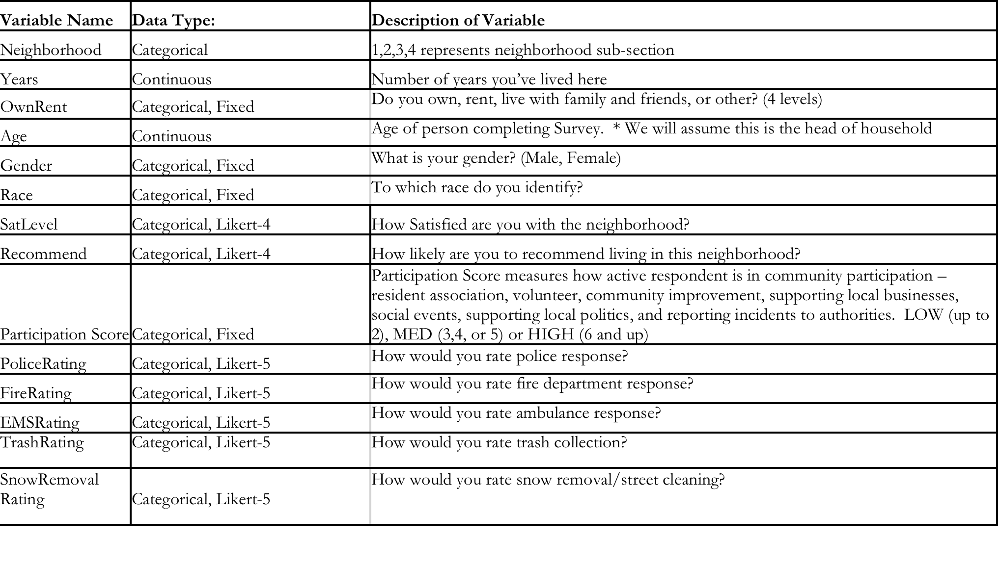 Variable Name Data Type: Description of Variable
Neighborhood Categorical 1,2,3,4 represents neighborhood sub-section
Years Continuous Number of years you’ve lived here
OwnRent Categorical, Fixed Do you own, rent, live with family and friends, or other? (4 levels)
Age Continuous Age of person completing Survey.  * We will assume this is the head of household
Gender Categorical, Fixed What is your gender? (Male, Female)
Race Categorical, Fixed To which race do you identify?
SatLevel Categorical, Likert-4 How Satisfied are you with the neighborhood?
Recommend Categorical, Likert-4 How likely are you to recommend living in this neighborhood?
Participation Score Categorical, Fixed Participation Score measures how active respondent is in community participation –
resident association, volunteer, community improvement, supporting local businesses,
social events, supporting local politics, and reporting incidents to authorities.  LOW (up to
2), MED (3,4, or 5) or HIGH (6 and up)
PoliceRating Categorical, Likert-5 How would you rate police response?
FireRating Categorical, Likert-5 How would you rate fire department response?
EMSRating Categorical, Likert-5 How would you rate ambulance response?
TrashRating Categorical, Likert-5 How would you rate trash collection?
SnowRemoval
Rating Categorical, Likert-5 How would you rate snow removal/street cleaning?